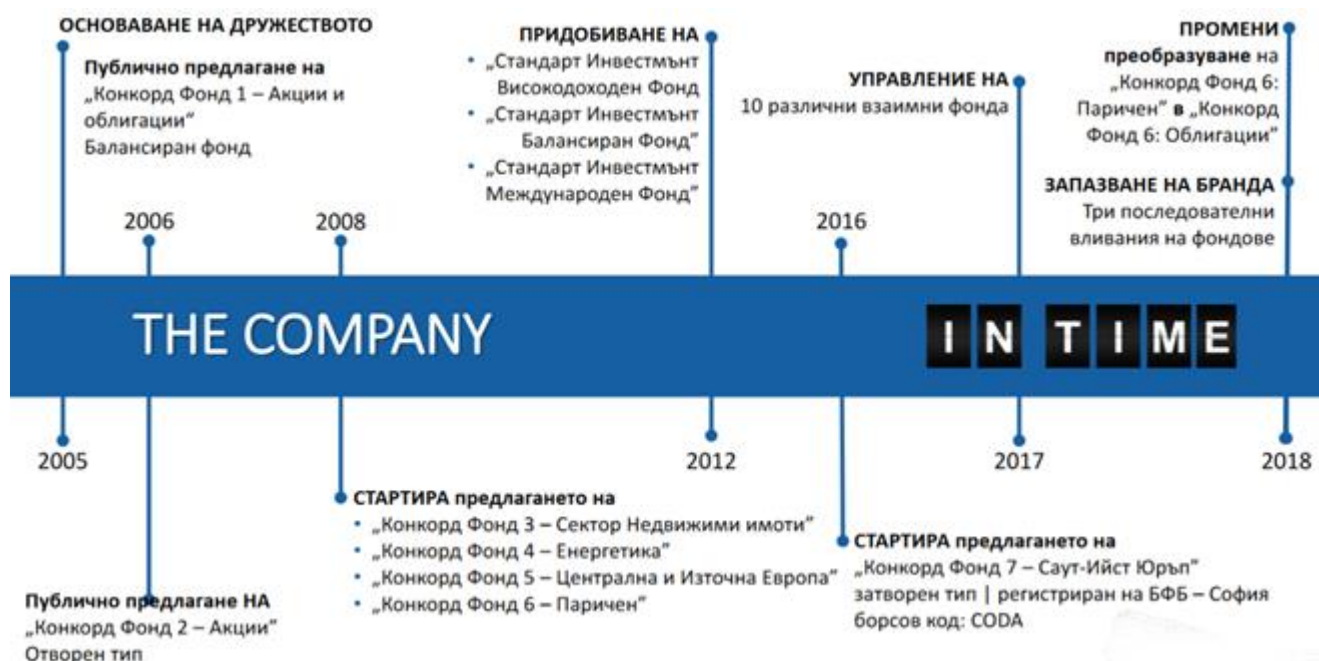 ОСНОВАВАНЕ НА ДРУЖЕСТВОТО
Публично предлагане на
„Конкорд Фонд 1 – Акции и
облигации”
Балансиран фонд
2006
2008
ПРИДОБИВАНЕ НА
• „Стандарт Инвестмънт
Високодоходен Фонд
• „Стандарт Инвестмънт
Балансиран Фонд”
• „Стандарт Инвестмънт
Международен Фонд”
УПРАВЛЕНИЕ НА
10 различни взаимни фонда
2016
ПРОМЕНИ
преобразуване на
„Конкорд Фонд 6:
Паричен” в „Конкорд
Фонд 6: Облигации”
ЗАПАЗВАНЕ НА БРАНДА
Три последователни
вливания на фондове
THE COMPANY
IN TIME
2005
2012
2017
2018
Публично предлагане НА
„Конкорд Фонд 2 – Акции”
Отворен тип
СТАРТИРА предлагането на
• „Конкорд Фонд 3 – Сектор Недвижими имоти”
• „Конкорд Фонд 4 – Енергетика”
• „Конкорд Фонд 5 – Централна и Източна Европа”
• „Конкорд Фонд 6 – Паричен”
СТАРТИРА предлагането на
„Конкорд Фонд 7 – Саут-Ийст Юръп”
затворен тип | регистриран на БФБ – София
борсов код: CODA